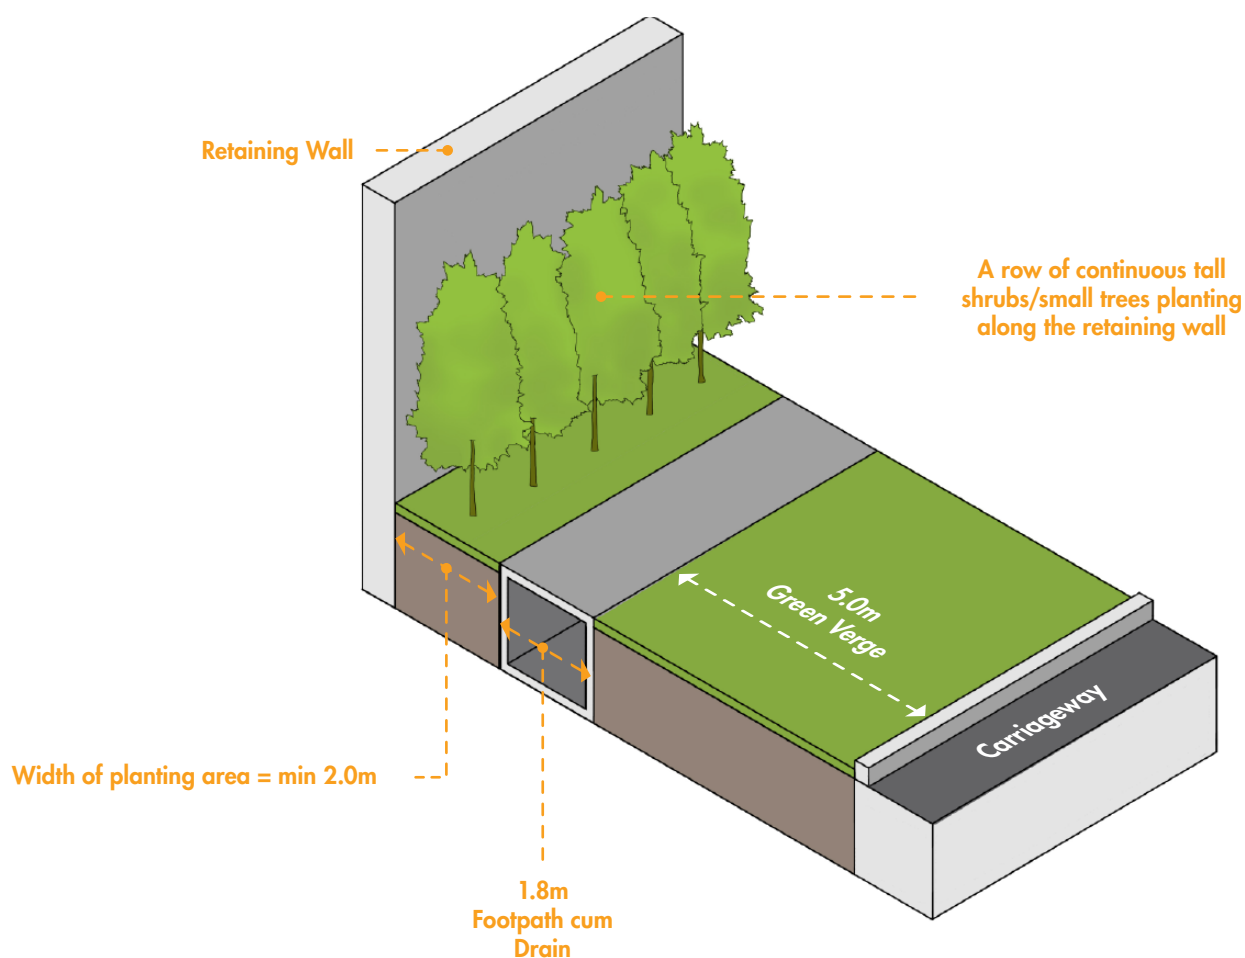 Retaining Wall
A row of continuous tall
shrubs/small trees planting
along the retaining wall
5.0m
Green Verge
Carriageway
Width of planting area = min 2.0m
1.8m
Footpath cum
Drain